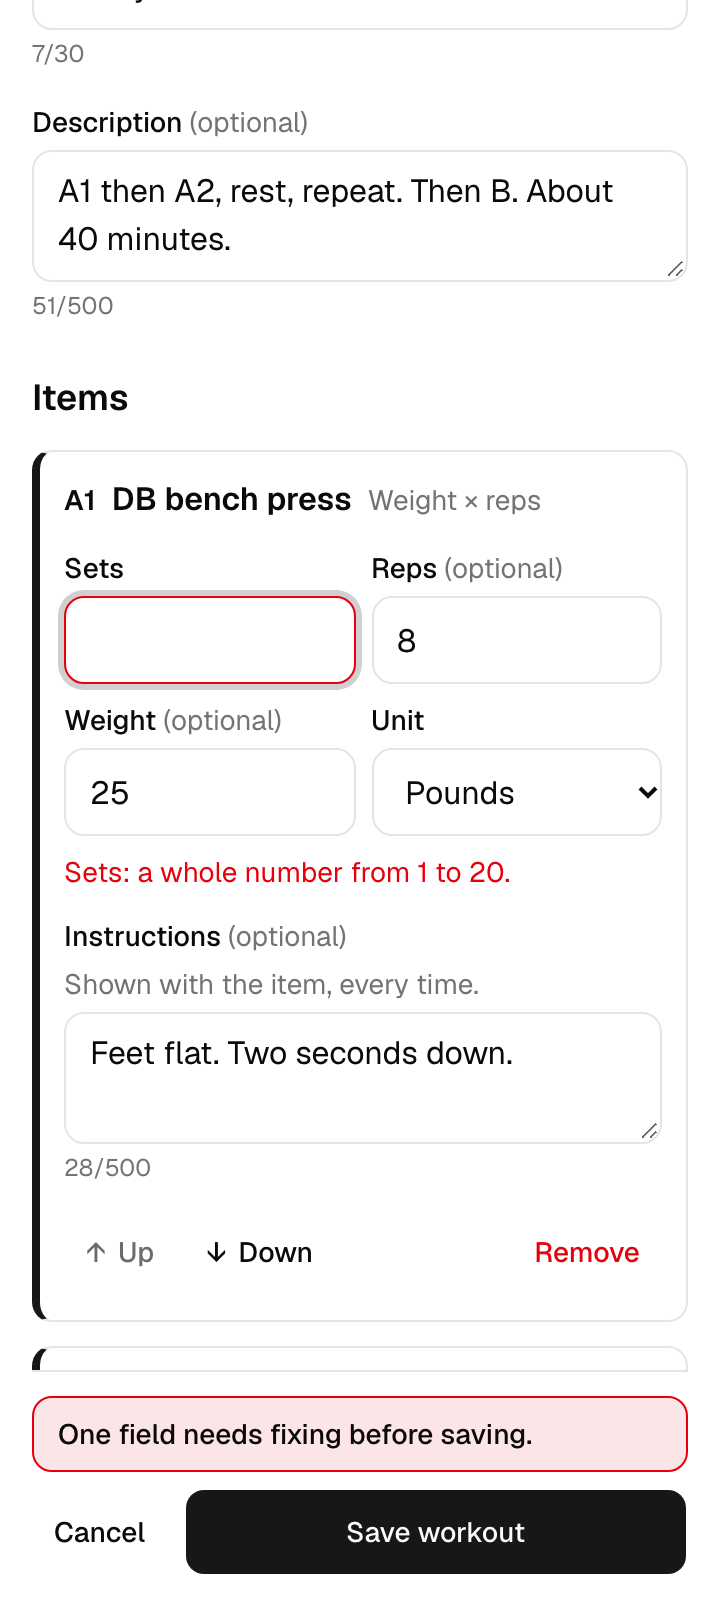 7/30
Description (optional)
A1 then A2, rest, repeat. Then B. About
40 minutes.
51/500
Items
A1 DB bench press Weight × reps
Sets Reps (optional)
8
Weight (optional) Unit
25 Pounds
Sets: a whole number from 1 to 20.
Instructions (optional)
Shown with the item, every time.
Feet flat. Two seconds down.
28/500
↑ Up ↓ Down Remove
One field needs fixing before saving.
Cancel Save workout